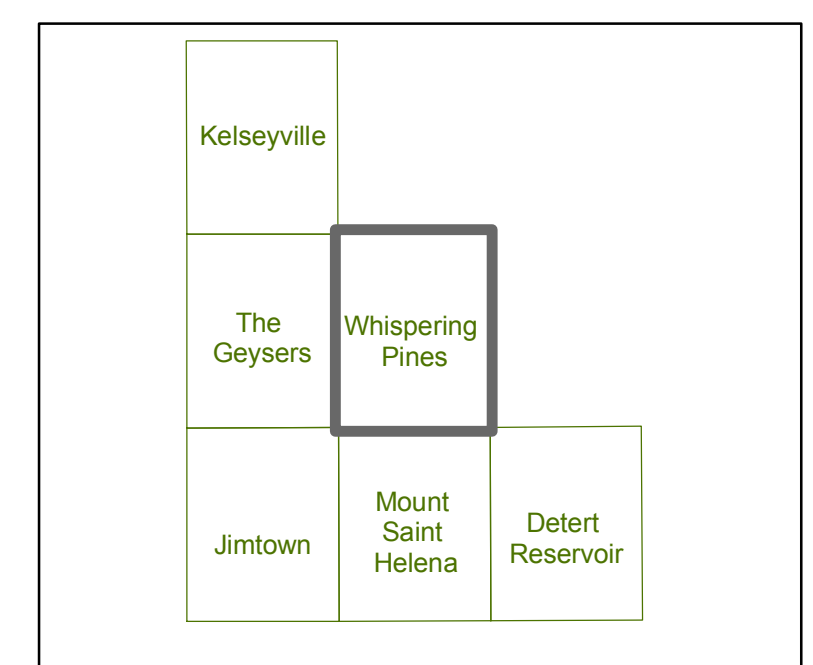 Kelseyville
The
Geysers
Whispering
Pines
Jimtown
Mount
Saint
Helena
Detert
Reservoir